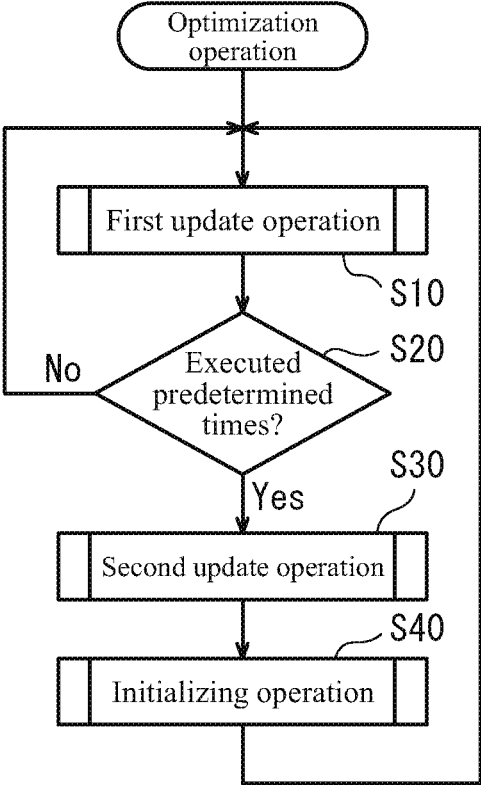 Optimization
operation
First update operation
S10
S20
Executed
predetermined
times?
No
Yes
S30
Second update operation
S40
Initializing operation